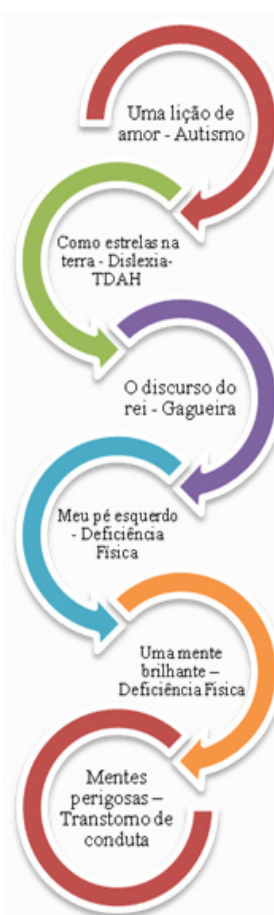 Uma lição de
amor - Autismo
Como estrelas na
terra - Dislexia-
TDAH
O discurso do
rei - Gagueira
Meu pé esquerdo
- Deficiência
Física
Uma mente
brilhante –
Deficiência Física
Mentes
perigosas –
Transtorno de
conduta